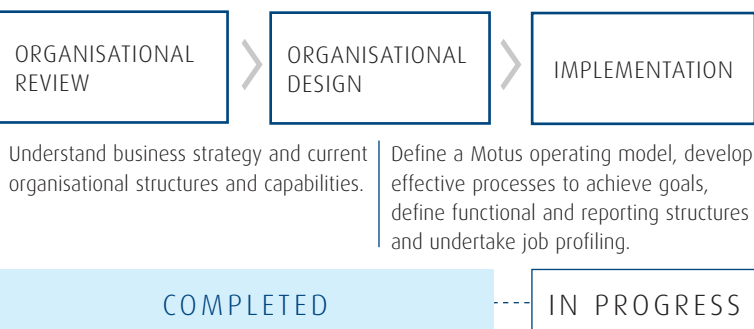 ORGANISATIONAL
REVIEW
ORGANISATIONAL
DESIGN
IMPLEMENTATION
Understand business strategy and current
organisational structures and capabilities.
Define a Motus operating model, develop
effective processes to achieve goals,
define functional and reporting structures
and undertake job profiling.
COMPLETED
IN PROGRESS